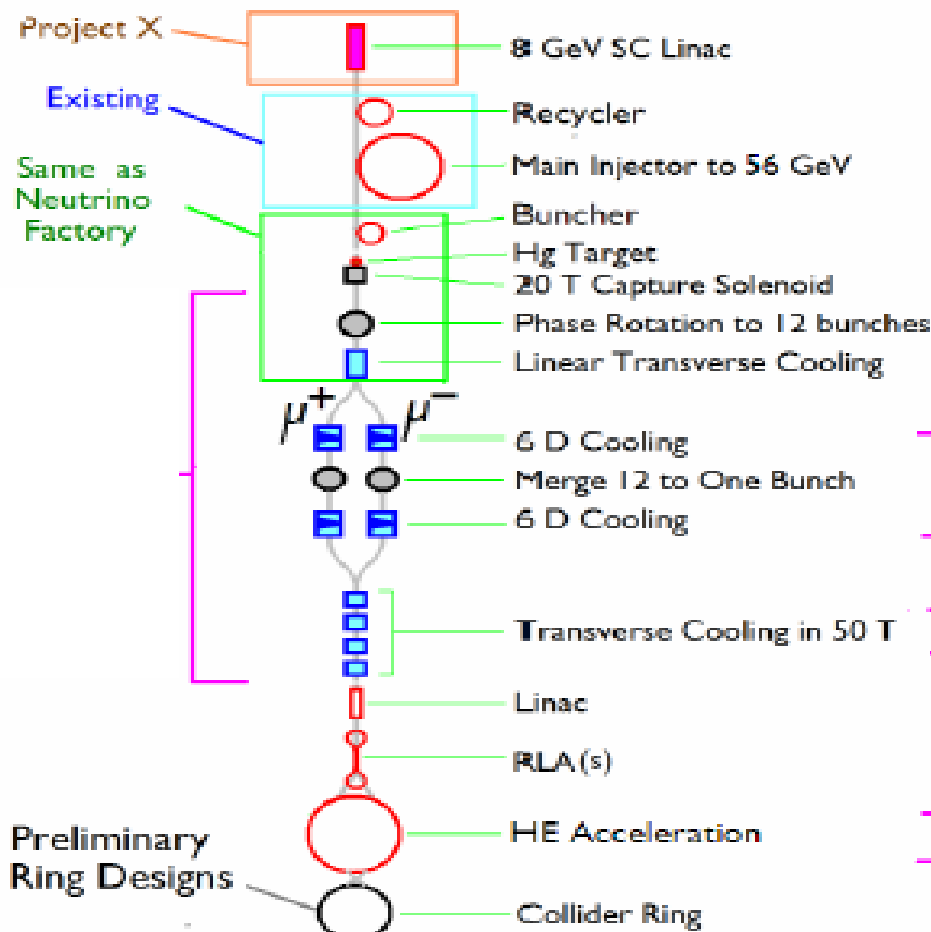 Project X
8 GeV SC Linac
Existing
Recycler
Main Injector to 56 GeV
Same as
Neutrino
Factory
Buncher
Hg Target
20 T Capture Solenoid
Phase Rotation to 12 bunches
Linear Transverse Cooling
μ+ μ−
6 D Cooling
Merge 12 to One Bunch
6 D Cooling
Transverse Cooling in 50 T
Linac
RLA(s)
HE Acceleration
Preliminary
Ring Designs
Collider Ring